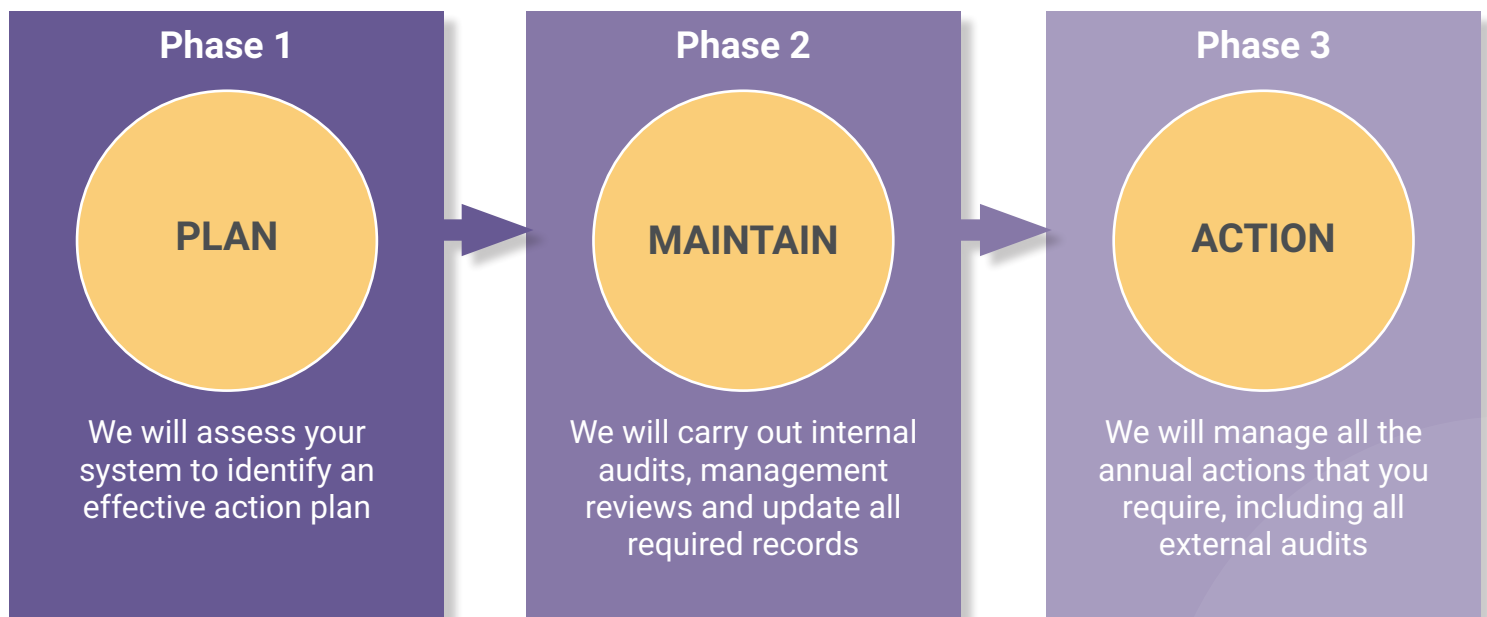 Phase 1
PLAN
We will assess your
system to identify an
effective action plan
Phase 2
MAINTAIN
We will carry out internal
audits, management
reviews and update all
required records
Phase 3
ACTION
We will manage all the
annual actions that you
require, including all
external audits